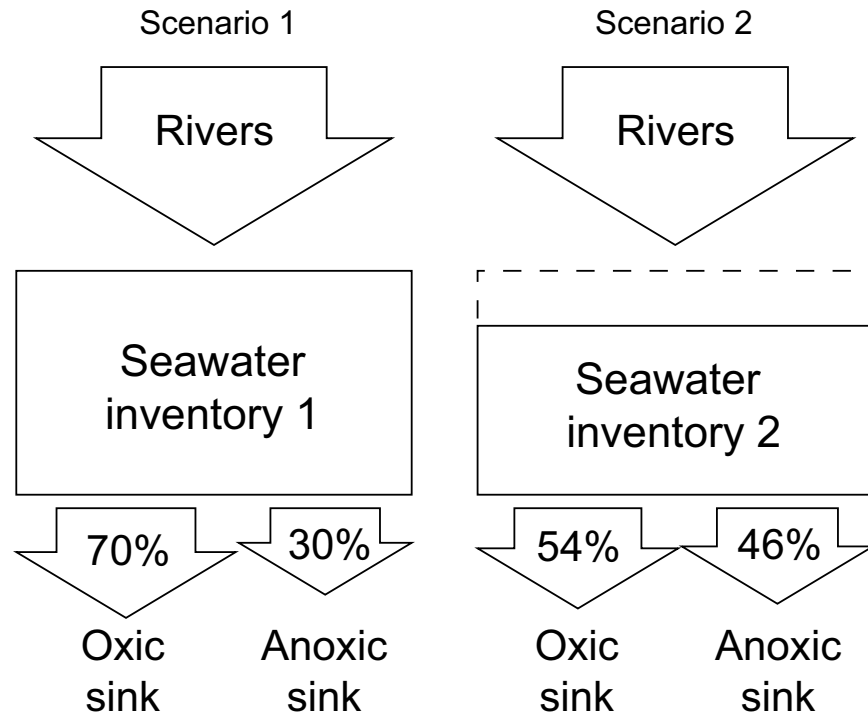 Scenario 1
Rivers
Seawater
inventory 1
70%
30%
Oxic
sink
Anoxic
sink
Scenario 2
Rivers
Seawater
inventory 2
54%
46%
Oxic
sink
Anoxic
sink